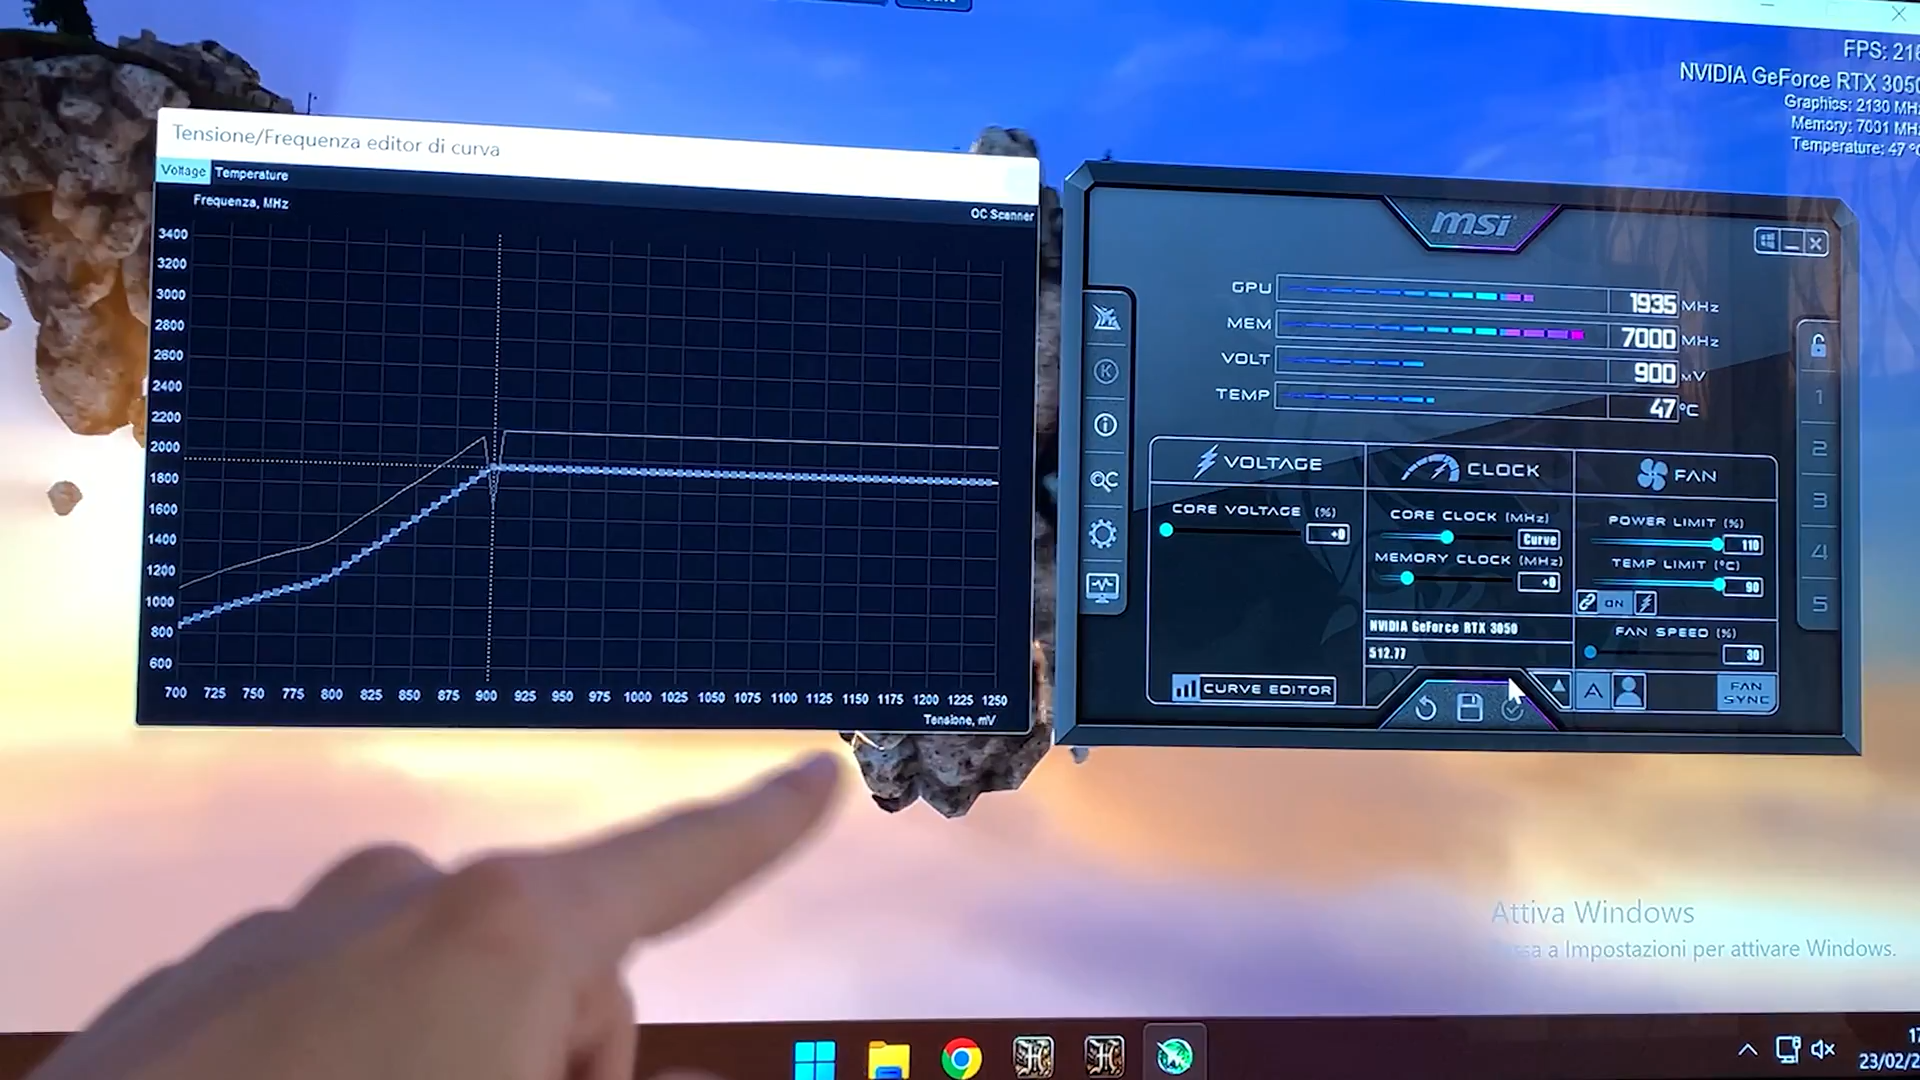 FPS: 216
NVIDIA GeForce RTX 3050
Graphics: 2130 MHz
Memory: 7001 MHz
Temperature: 47 °C
Tensione/Frequenza editor di curva
Voltage Temperature
Frequenza, MHz
OC Scanner
3400
3200
3000
2800
2600
2400
2200
2000
1800
1600
1400
1200
1000
800
600
700 725 750 775 800 825 850 875 900 925 950 975 1000 1025 1050 1075 1100 1125 1150 1175 1200 1225 1250
Tensione, mV
msi
GPU 1935 MHz
MEM 7000 MHz
VOLT 900 mV
TEMP 47 °C
K
i
OC
1
2
3
4
5
VOLTAGE
CORE VOLTAGE (%)
+0
CURVE EDITOR
CLOCK
CORE CLOCK (MHz)
Curve
MEMORY CLOCK (MHz)
+0
NVIDIA GeForce RTX 3050
512.77
FAN
POWER LIMIT (%)
110
TEMP LIMIT (°C)
90
ON
FAN SPEED (%)
30
A
FAN SYNC
Attiva Windows
a Impostazioni per attivare Windows.
23/02/2